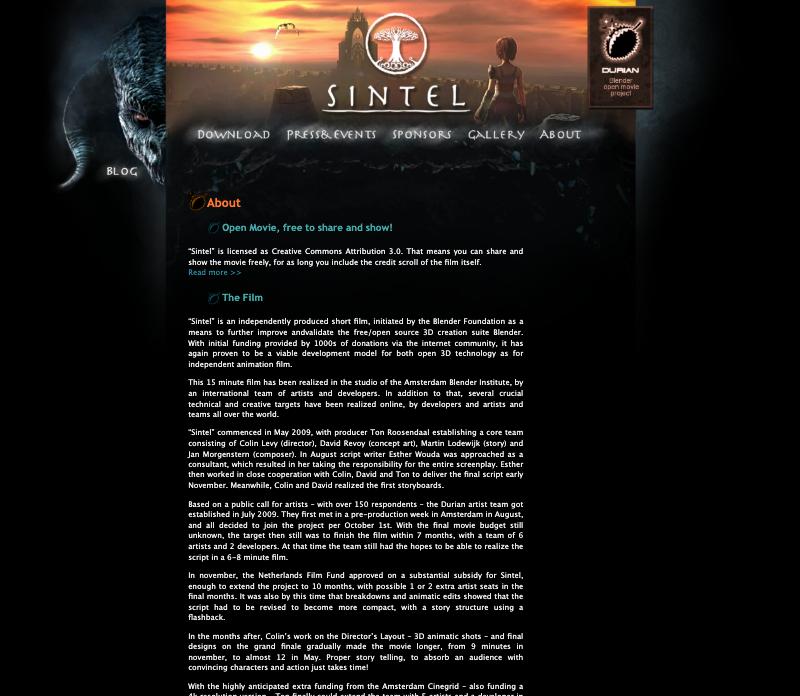 SINTEL
DURIAN
Blender
open movie
project
DOWNLOAD PRESS&EVENTS SPONSORS GALLERY ABOUT
BLOG
About
Open Movie, free to share and show!
"Sintel" is licensed as Creative Commons Attribution 3.0. That means you can share and
show the movie freely, for as long you include the credit scroll of the film itself.
Read more >>
The Film
"Sintel" is an independently produced short film, initiated by the Blender Foundation as a
means to further improve andvalidate the free/open source 3D creation suite Blender.
With initial funding provided by 1000s of donations via the internet community, it has
again proven to be a viable development model for both open 3D technology as for
independent animation film.
This 15 minute film has been realized in the studio of the Amsterdam Blender Institute, by
an international team of artists and developers. In addition to that, several crucial
technical and creative targets have been realized online, by developers and artists and
teams all over the world.
"Sintel" commenced in May 2009, with producer Ton Roosendaal establishing a core team
consisting of Colin Levy (director), David Revoy (concept art), Martin Lodewijk (story) and
Jan Morgenstern (composer). In August script writer Esther Wouda was approached as a
consultant, which resulted in her taking the responsibility for the entire screenplay. Esther
then worked in close cooperation with Colin, David and Ton to deliver the final script early
November. Meanwhile, Colin and David realized the first storyboards.
Based on a public call for artists – with over 150 respondents – the Durian artist team got
established in July 2009. They first met in a pre-production week in Amsterdam in August,
and all decided to join the project per October 1st. With the final movie budget still
unknown, the target then still was to finish the film within 7 months, with a team of 6
artists and 2 developers. At that time the team still had the hopes to be able to realize the
script in a 6-8 minute film.
In november, the Netherlands Film Fund approved on a substantial subsidy for Sintel,
enough to extend the project to 10 months, with possible 1 or 2 extra artist seats in the
final months. It was also by this time that breakdowns and animatic edits showed that the
script had to be revised to become more compact, with a story structure using a
flashback.
In the months after, Colin's work on the Director's Layout – 3D animatic shots – and final
designs on the grand finale gradually made the movie longer, from 9 minutes in
november, to almost 12 in May. Proper story telling, to absorb an audience with
convincing characters and action just takes time!
With the highly anticipated extra funding from the Amsterdam Cinegrid – also funding a